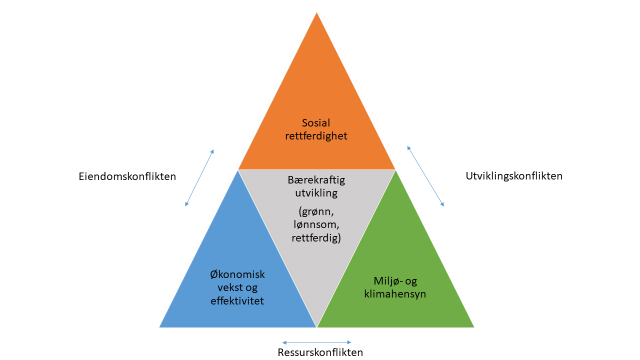 Sosial
rettferdighet
Eiendomskonflikten
Utviklingskonflikten
Bærekraftig
utvikling
(grønn,
lønnsom,
rettferdig)
Økonomisk
vekst og
effektivitet
Miljø- og
klimahensyn
Ressurskonflikten